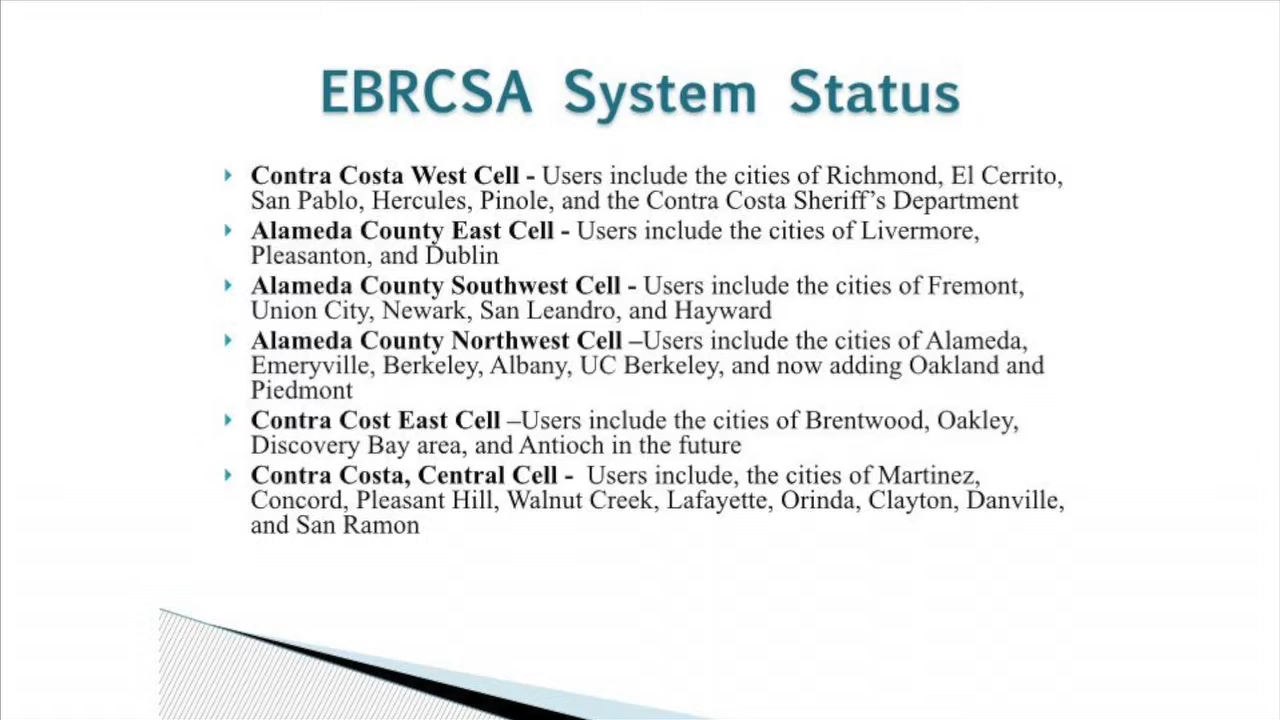 EBRCSA System Status
Contra Costa West Cell - Users include the cities of Richmond, El Cerrito,
San Pablo, Hercules, Pinole, and the Contra Costa Sheriff’s Department
Alameda County East Cell - Users include the cities of Livermore,
Pleasanton, and Dublin
Alameda County Southwest Cell - Users include the cities of Fremont,
Union City, Newark, San Leandro, and Hayward
Alameda County Northwest Cell –Users include the cities of Alameda,
Emeryville, Berkeley, Albany, UC Berkeley, and now adding Oakland and
Piedmont
Contra Cost East Cell –Users include the cities of Brentwood, Oakley,
Discovery Bay area, and Antioch in the future
Contra Costa, Central Cell - Users include, the cities of Martinez,
Concord, Pleasant Hill, Walnut Creek, Lafayette, Orinda, Clayton, Danville,
and San Ramon